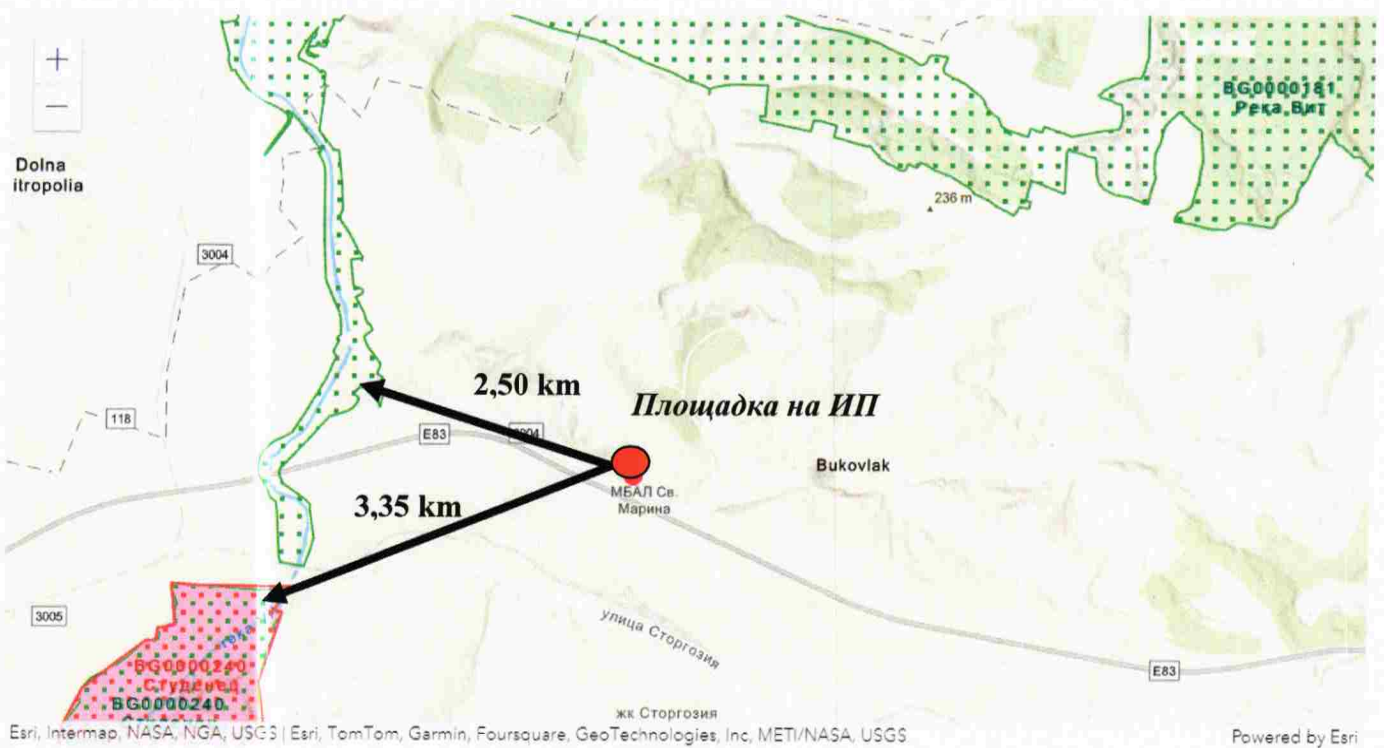 +
−
BG0000181
Река Вит
Dolna
itropolia
236 m
3004
2,50 km
Площадка на ИП
118
E83
Bukovlak
МБАЛ Св.
Марина
3,35 km
3005
улица Сторгозия
река
BG0000240
Студенец
BG0000240
E83
жк Сторгозия
Esri, Intermap, NASA, NGA, USGS | Esri, TomTom, Garmin, Foursquare, GeoTechnologies, Inc, METI/NASA, USGS
Powered by Esri